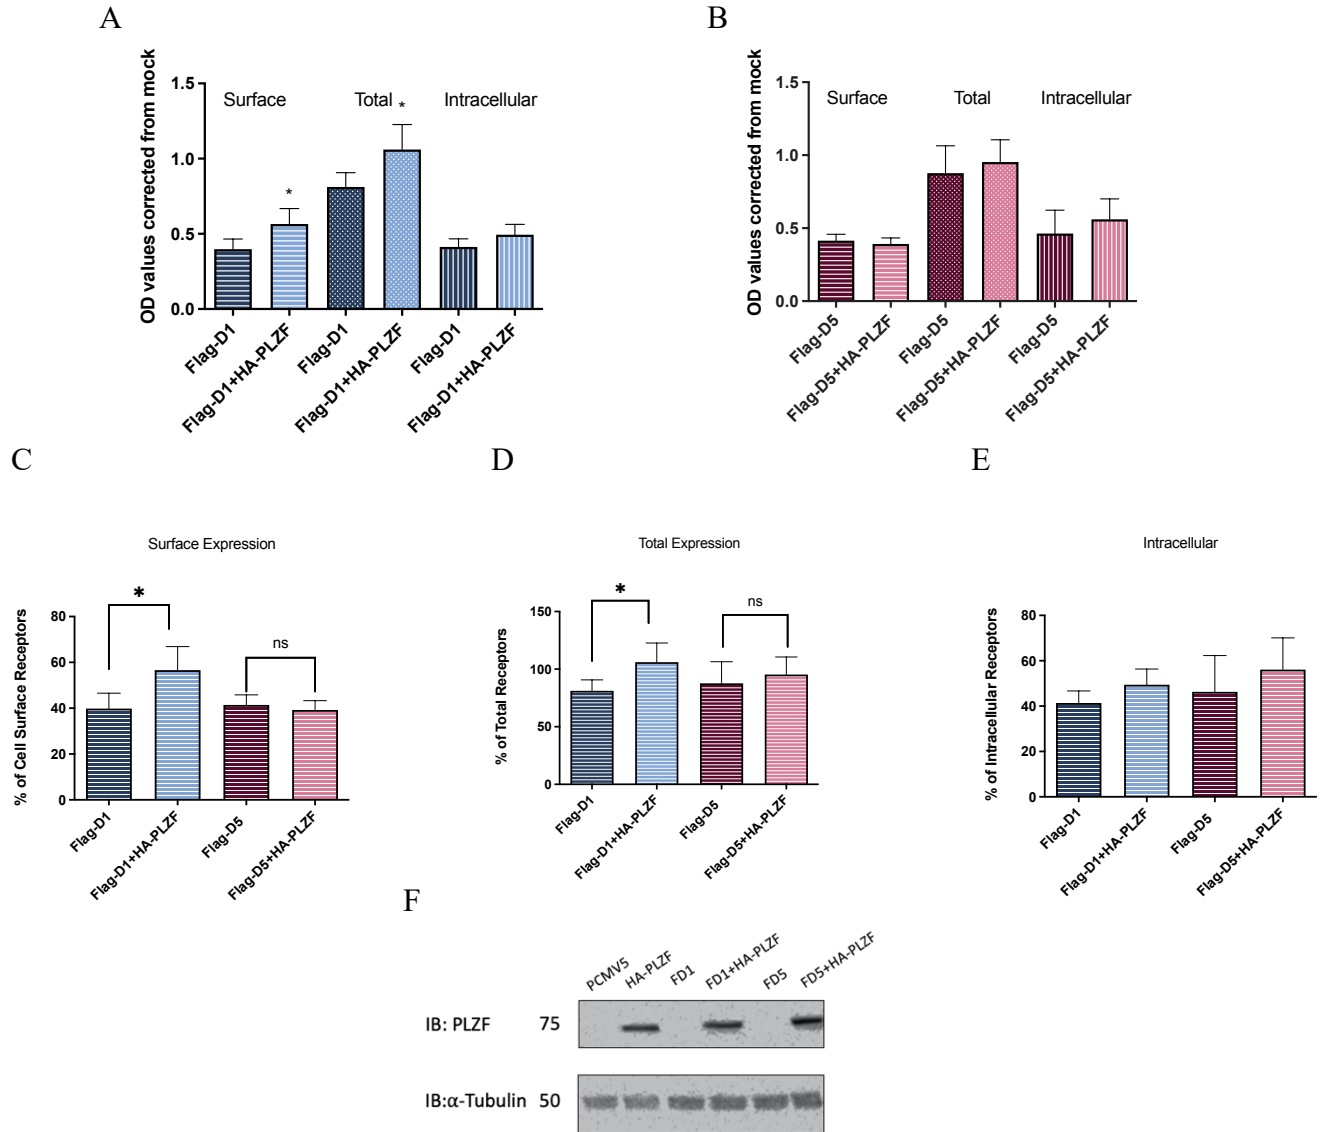 A
OD values corrected from mock
1.5
1.0
0.5
0.0
Surface
Total
Intracellular
*
*
Flag-D1
Flag-D1+HA-PLZF
Flag-D1
Flag-D1+HA-PLZF
Flag-D1
Flag-D1+HA-PLZF
B
OD values corrected from mock
1.5
1.0
0.5
0.0
Surface
Total
Intracellular
Flag-D5
Flag-D5+HA-PLZF
Flag-D5
Flag-D5+HA-PLZF
Flag-D5
Flag-D5+HA-PLZF
C
Surface Expression
% of Cell Surface Receptors
80
60
40
20
0
*
ns
Flag-D1
Flag-D1+HA-PLZF
Flag-D5
Flag-D5+HA-PLZF
D
Total Expression
% of Total Receptors
150
100
50
0
*
ns
Flag-D1
Flag-D1+HA-PLZF
Flag-D5
Flag-D5+HA-PLZF
E
Intracellular
% of Intracellular Receptors
80
60
40
20
0
Flag-D1
Flag-D1+HA-PLZF
Flag-D5
Flag-D5+HA-PLZF
F
PCMV5
HA-PLZF
FD1
FD1+HA-PLZF
FD5
FD5+HA-PLZF
IB: PLZF 75
IB:α-Tubulin 50